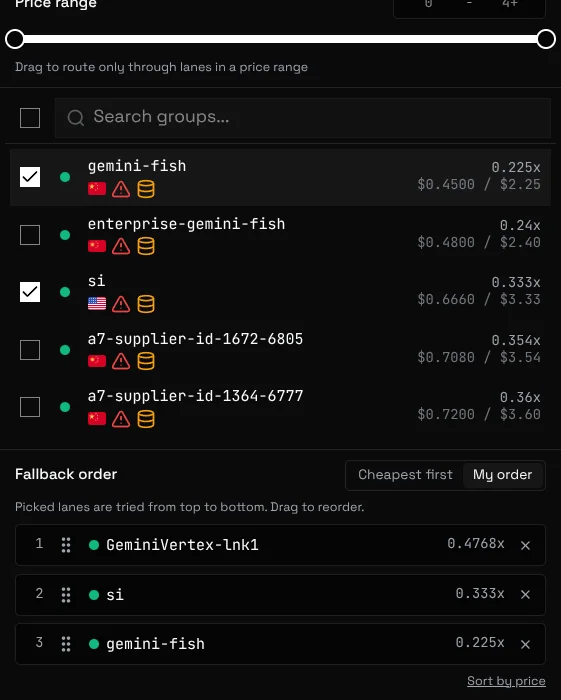 Price range
0 - 4+
Drag to route only through lanes in a price range
Search groups...
gemini-fish
0.225x
$0.4500 / $2.25
enterprise-gemini-fish
0.24x
$0.4800 / $2.40
si
0.333x
$0.6660 / $3.33
a7-supplier-id-1672-6805
0.354x
$0.7080 / $3.54
a7-supplier-id-1364-6777
0.36x
$0.7200 / $3.60
Fallback order
Cheapest first
My order
Picked lanes are tried from top to bottom. Drag to reorder.
1 GeminiVertex-lnk1 0.4768x
2 si 0.333x
3 gemini-fish 0.225x
Sort by price